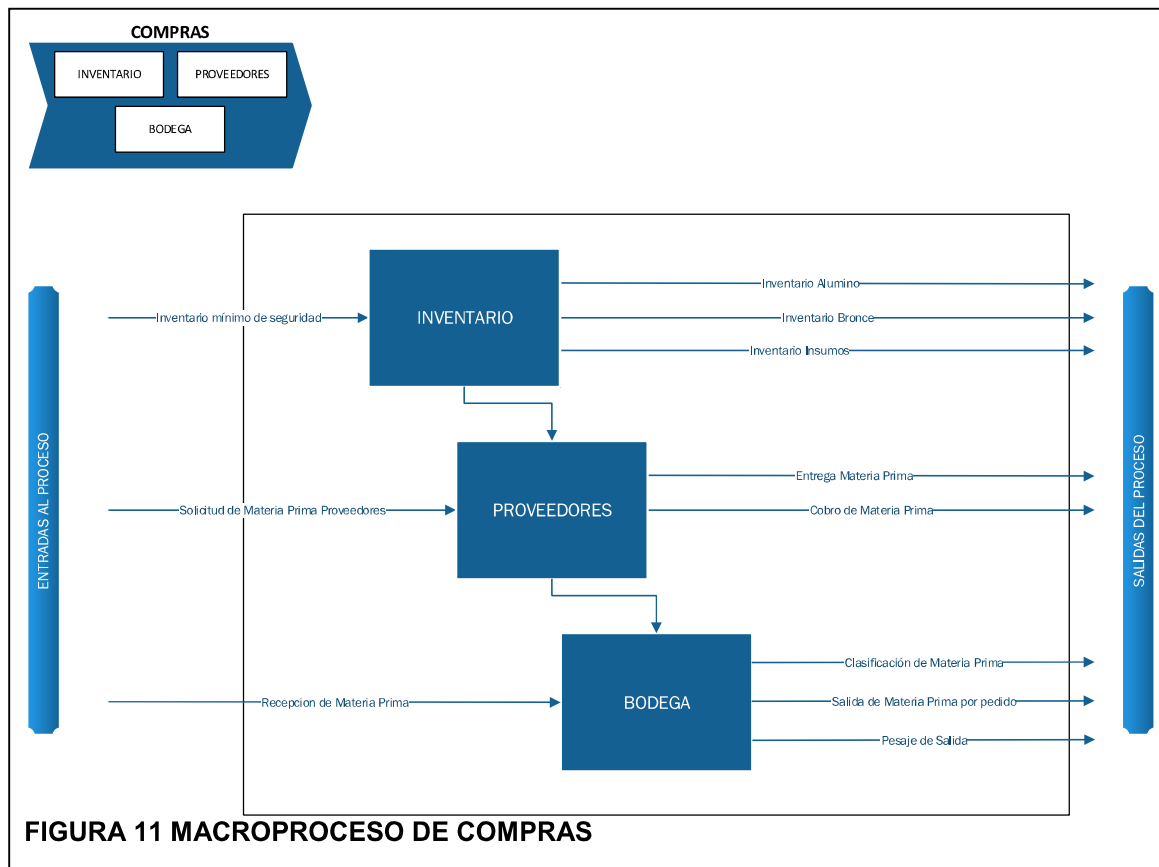 COMPRAS
INVENTARIO
PROVEEDORES
BODEGA
ENTRADAS AL PROCESO
Inventario mínimo de seguridad
INVENTARIO
Inventario Alumino
Inventario Bronce
Inventario Insumos
Solicitud de Materia Prima Proveedores
PROVEEDORES
Entrega Materia Prima
Cobro de Materia Prima
Recepcion de Materia Prima
BODEGA
Clasificación de Materia Prima
Salida de Materia Prima por pedido
Pesaje de Salida
SALIDAS DEL PROCESO
FIGURA 11 MACROPROCESO DE COMPRAS